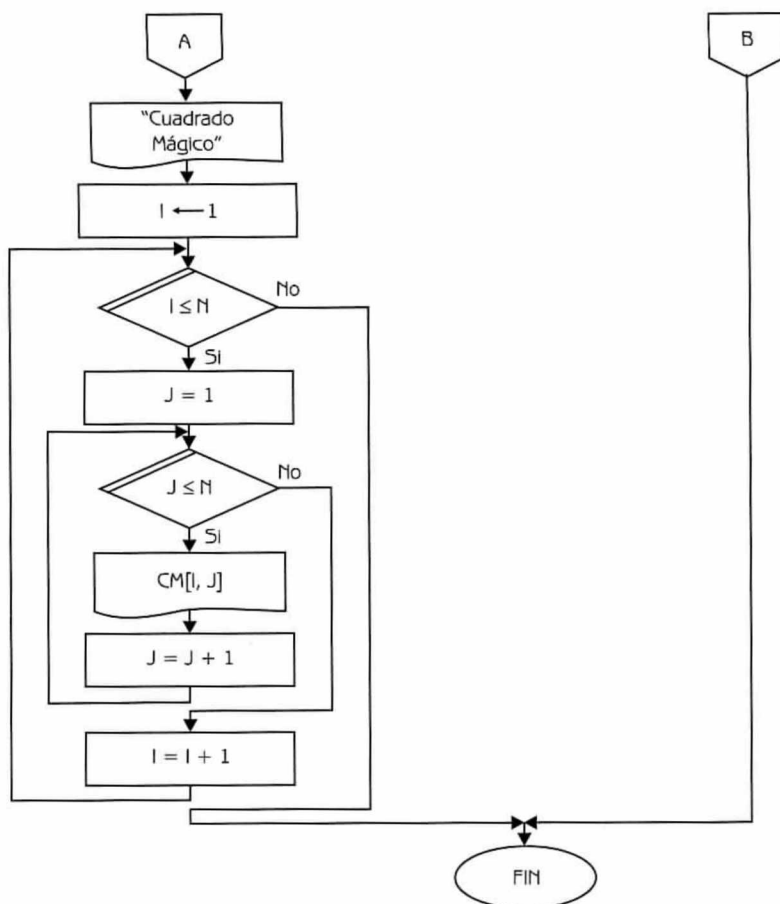 A
B
“Cuadrado
Mágico”
I ← 1
I ≤ N
No
Si
J = 1
J ≤ N
No
Si
CM[I, J]
J = J + 1
I = I + 1
FIN